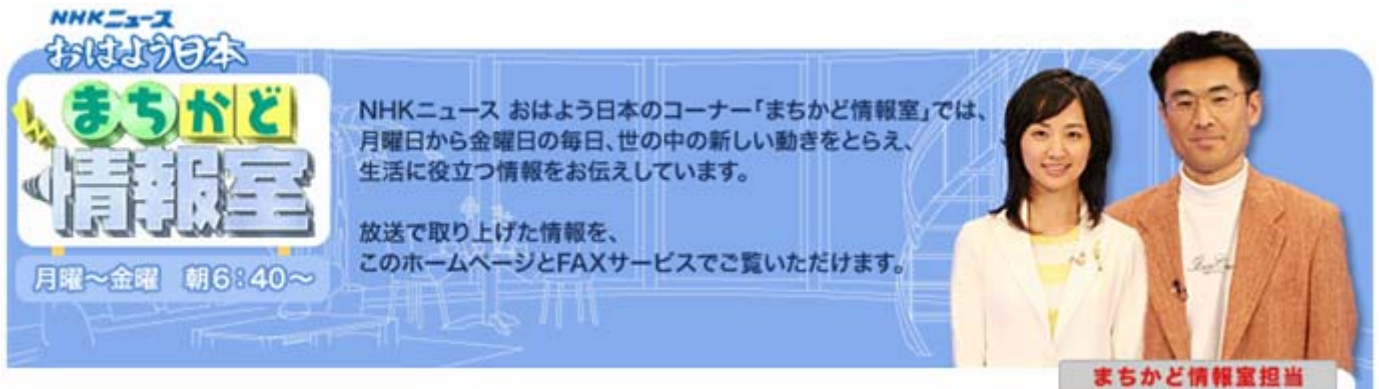 NHKニュース
おはよう日本
まちかど
情報室
月曜～金曜 朝6:40～
NHKニュース おはよう日本のコーナー「まちかど情報室」では、
月曜日から金曜日の毎日、世の中の新しい動きをとらえ、
生活に役立つ情報をお伝えしています。
放送で取り上げた情報を、
このホームページとFAXサービスでご覧いただけます。
まちかど情報室担当